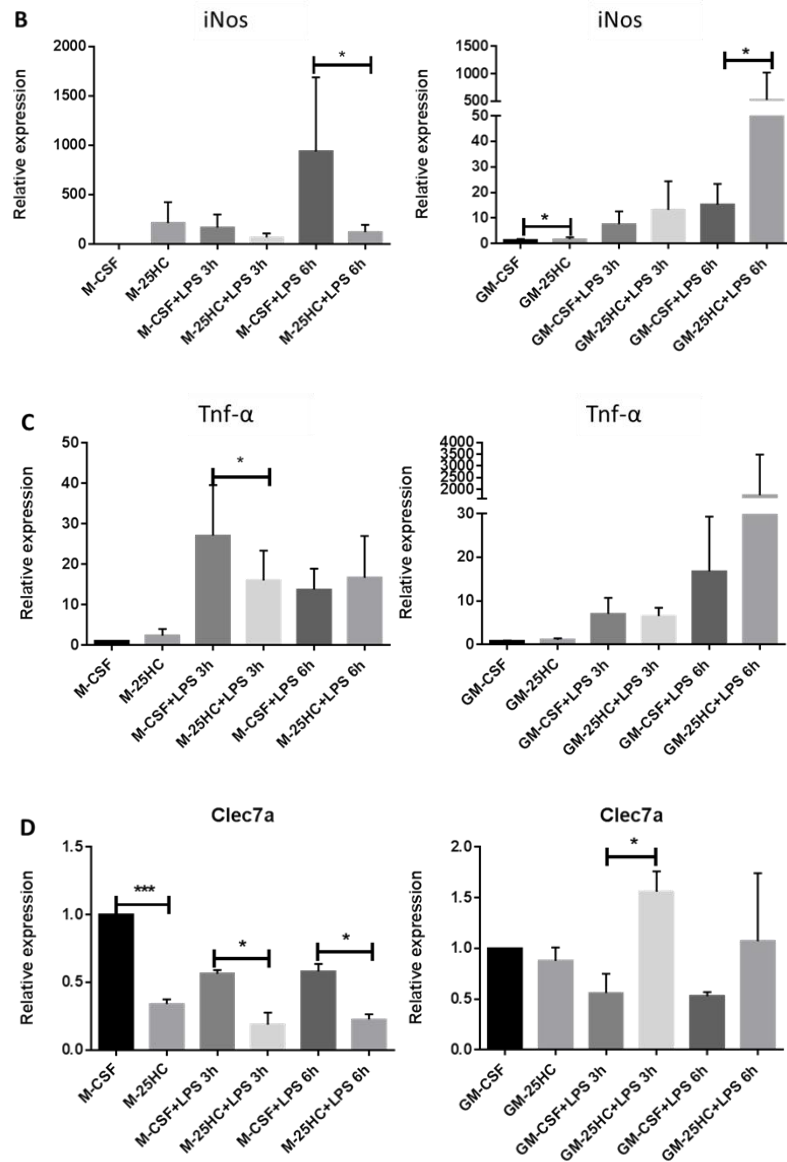 B
iNos
Relative expression
2000
1500
1000
500
0
*
M-CSF
M-25HC
M-CSF+LPS 3h
M-25HC+LPS 3h
M-CSF+LPS 6h
M-25HC+LPS 6h
iNos
Relative expression
1500
1000
500
50
40
30
20
10
0
*
*
GM-CSF
GM-25HC
GM-CSF+LPS 3h
GM-25HC+LPS 3h
GM-CSF+LPS 6h
GM-25HC+LPS 6h
C
Tnf-α
Relative expression
50
40
30
20
10
0
*
M-CSF
M-25HC
M-CSF+LPS 3h
M-25HC+LPS 3h
M-CSF+LPS 6h
M-25HC+LPS 6h
Tnf-α
Relative expression
4000
3500
3000
2500
2000
30
20
10
0
GM-CSF
GM-25HC
GM-CSF+LPS 3h
GM-25HC+LPS 3h
GM-CSF+LPS 6h
GM-25HC+LPS 6h
D
Clec7a
Relative expression
1.5
1.0
0.5
0.0
***
*
*
M-CSF
M-25HC
M-CSF+LPS 3h
M-25HC+LPS 3h
M-CSF+LPS 6h
M-25HC+LPS 6h
Clec7a
Relative expression
2.0
1.5
1.0
0.5
0.0
*
GM-CSF
GM-25HC
GM-CSF+LPS 3h
GM-25HC+LPS 3h
GM-CSF+LPS 6h
GM-25HC+LPS 6h